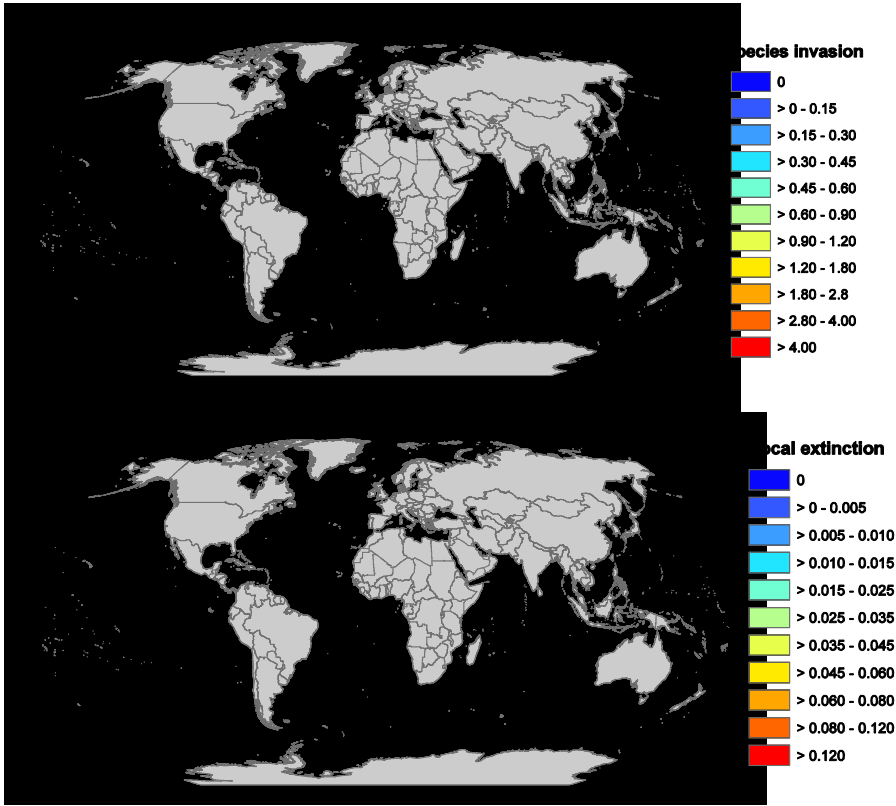 pecies invasion
0
> 0 - 0.15
> 0.15 - 0.30
> 0.30 - 0.45
> 0.45 - 0.60
> 0.60 - 0.90
> 0.90 - 1.20
> 1.20 - 1.80
> 1.80 - 2.8
> 2.80 - 4.00
> 4.00
ocal extinction
0
> 0 - 0.005
> 0.005 - 0.010
> 0.010 - 0.015
> 0.015 - 0.025
> 0.025 - 0.035
> 0.035 - 0.045
> 0.045 - 0.060
> 0.060 - 0.080
> 0.080 - 0.120
> 0.120